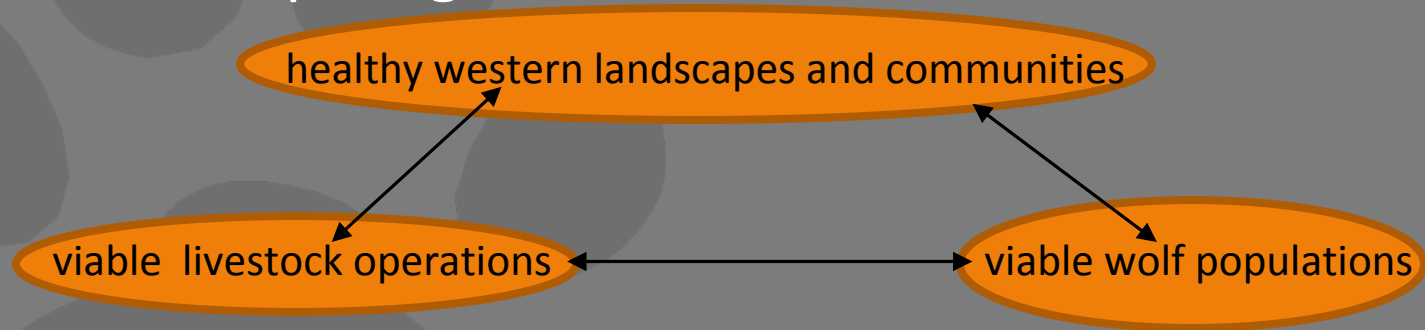 healthy western landscapes and communities
viable livestock operations
viable wolf populations